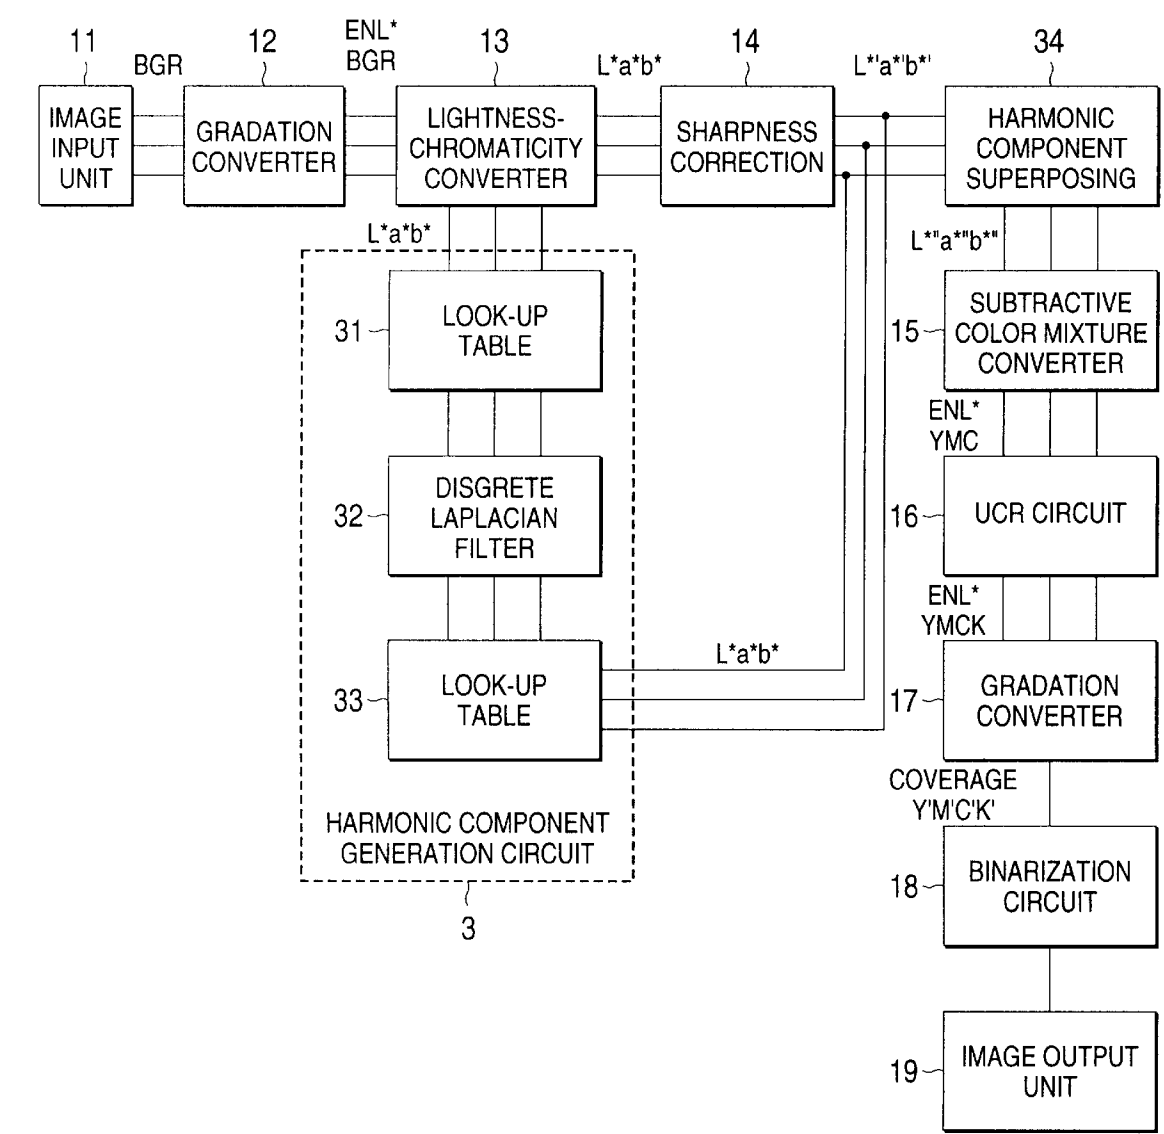 11
BGR
12
ENL*
BGR
13
L*a*b*
14
L*'a*'b*'
34
IMAGE
INPUT
UNIT
GRADATION
CONVERTER
LIGHTNESS-
CHROMATICITY
CONVERTER
SHARPNESS
CORRECTION
HARMONIC
COMPONENT
SUPERPOSING
L*a*b*
L*"a*"b*"
31
LOOK-UP
TABLE
15
SUBTRACTIVE
COLOR MIXTURE
CONVERTER
ENL*
YMC
32
DISGRETE
LAPLACIAN
FILTER
16
UCR CIRCUIT
ENL*
YMCK
33
LOOK-UP
TABLE
L*a*b*
17
GRADATION
CONVERTER
COVERAGE
Y'M'C'K'
HARMONIC COMPONENT
GENERATION CIRCUIT
3
18
BINARIZATION
CIRCUIT
19
IMAGE OUTPUT
UNIT